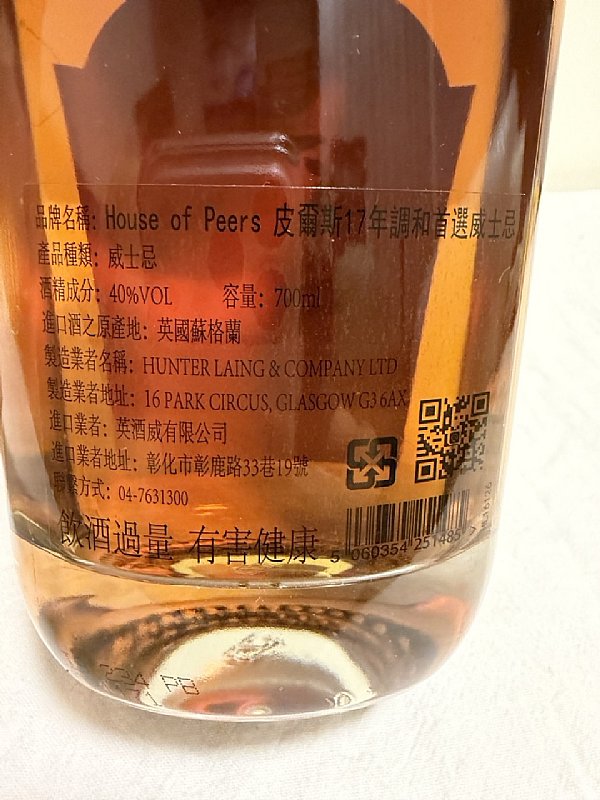 品牌名稱: House of Peers 皮爾斯17年調和首選威士忌
產品種類: 威士忌
酒精成分: 40%VOL 容量: 700ml
進口酒之原產地: 英國蘇格蘭
製造業者名稱: HUNTER LAING & COMPANY LTD
製造業者地址: 16 PARK CIRCUS, GLASGOW G3 6AX
進口業者: 英酒威有限公司
進口業者地址: 彰化市彰鹿路33巷19號
聯繫方式: 04-7631300
飲酒過量 有害健康
5 060354 251485 >